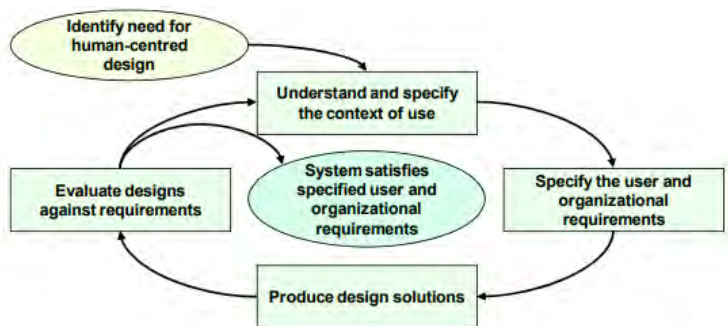 Identify need for
human-centred
design
Understand and specify
the context of use
Evaluate designs
against requirements
System satisfies
specified user and
organizational
requirements
Specify the user and
organizational
requirements
Produce design solutions